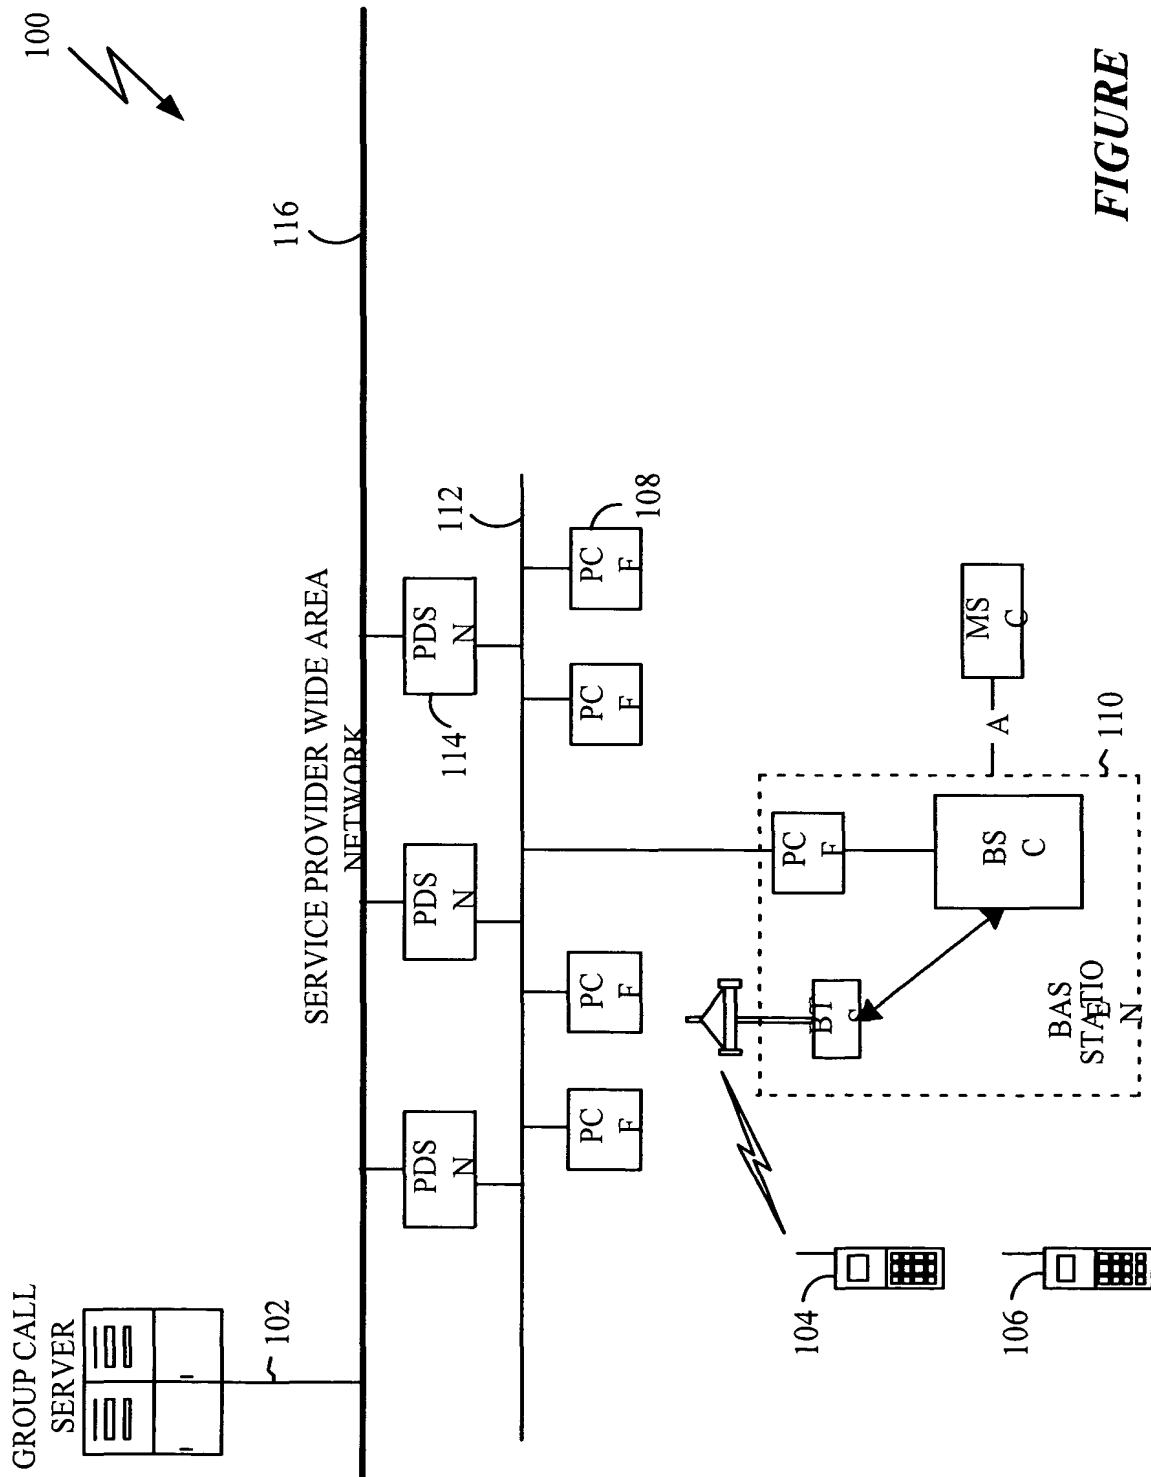 GROUP CALL
SERVER
100
102
116
SERVICE PROVIDER WIDE AREA
NETWORK
PDS
N
PDS
N
PDS
N
114
112
PC
F
PC
F
PC
F
PC
F
108
104
106
BT
S
PC
F
BS
C
A
MS
C
BAS
E
STATIO
N
110
FIGURE